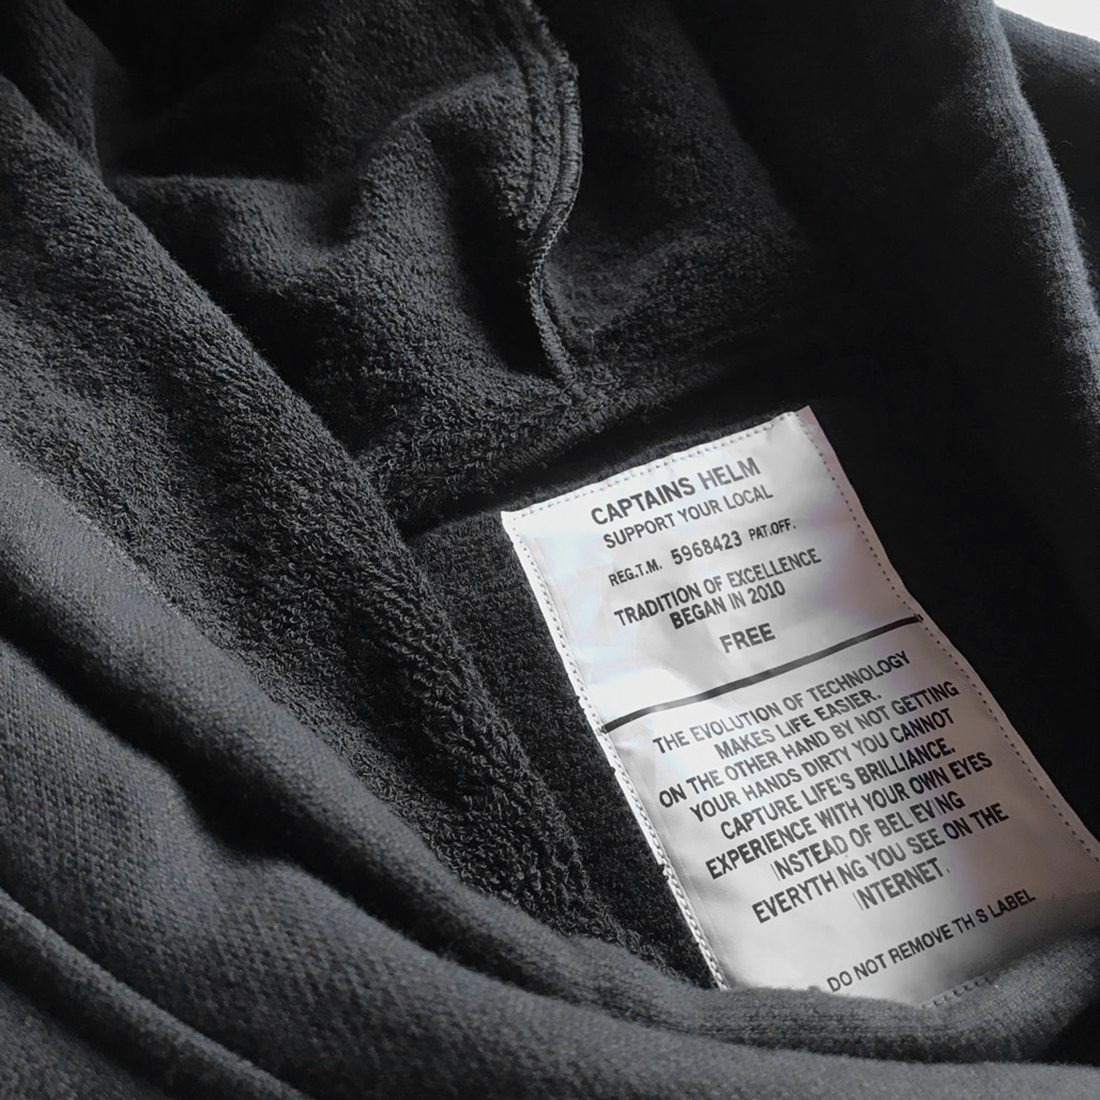 CAPTAINS HELM
SUPPORT YOUR LOCAL
REG.T.M. 5968423 PAT.OFF.
TRADITION OF EXCELLENCE
BEGAN IN 2010
FREE
THE EVOLUTION OF TECHNOLOGY
MAKES LIFE EASIER.
ON THE OTHER HAND BY NOT GETTING
YOUR HANDS DIRTY YOU CANNOT
CAPTURE LIFE'S BRILLIANCE.
EXPERIENCE WITH YOUR OWN EYES
INSTEAD OF BELIEVING
EVERYTHING YOU SEE ON THE
INTERNET.
DO NOT REMOVE THIS LABEL